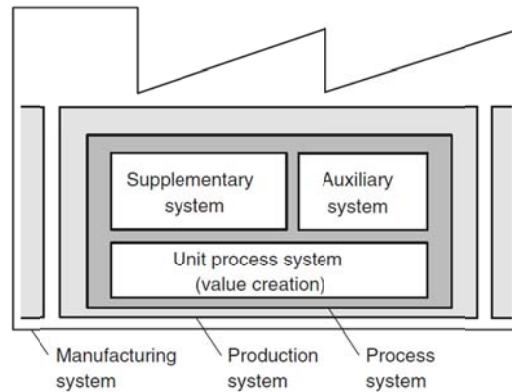 Supplementary
system
Auxiliary
system
Unit process system
(value creation)
Manufacturing
system
Production
system
Process
system